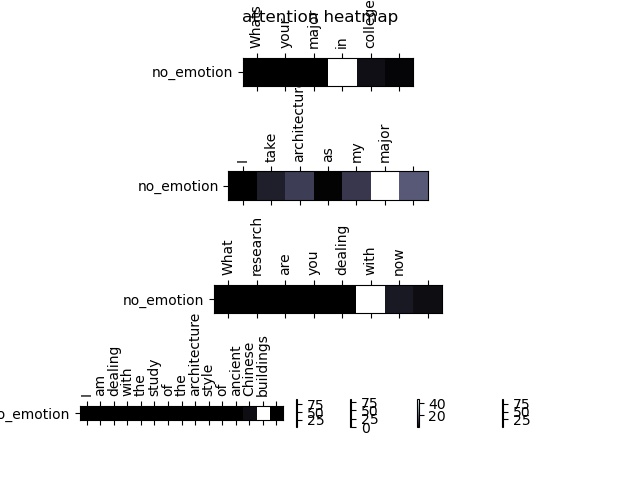 attention heatmap
What's your major in college
no_emotion
I take architecture as my major
no_emotion
What research are you dealing with now
no_emotion
I am dealing with the study of the architecture style of ancient Chinese buildings
no_emotion
75 50 25
75 50 25 0
40 20
75 50 25